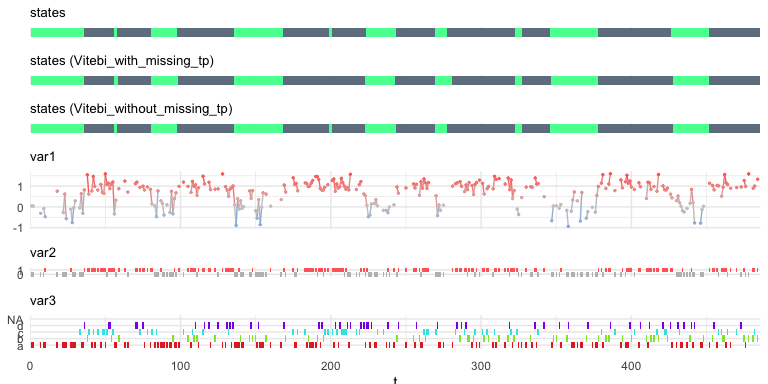 states
states (Vitebi_with_missing_tp)
states (Vitebi_without_missing_tp)
var1
1
0
-1
var2
1
0
var3
NA
d
c
b
a
0 100 200 300 400
t